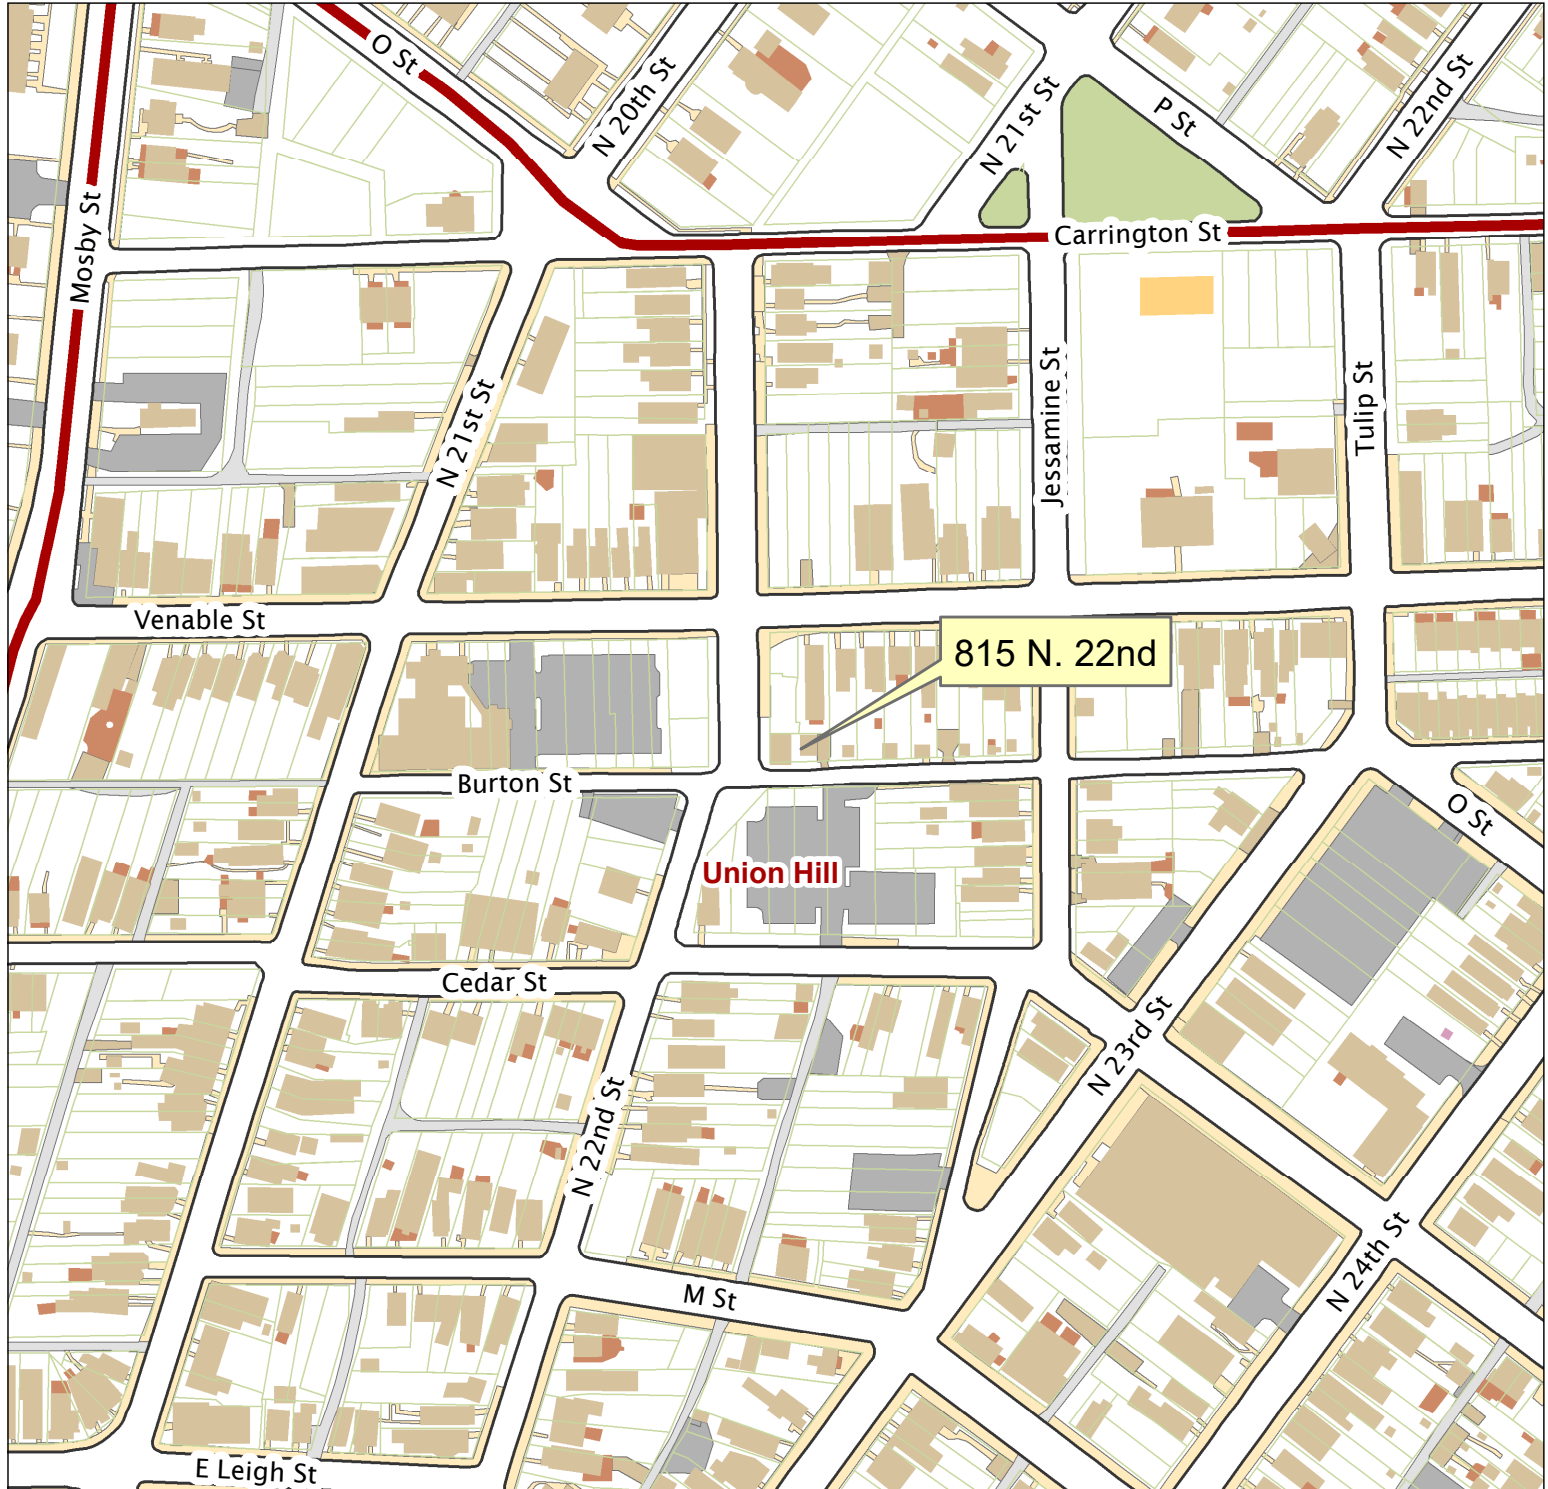 O St
N 20th St
N 21st St
P St
N 22nd St
Mosby St
Carrington St
N 21st St
Jessamine St
Tulip St
Venable St
815 N. 22nd
Burton St
O St
Union Hill
Cedar St
N 23rd St
N 22nd St
N 24th St
M St
E Leigh St